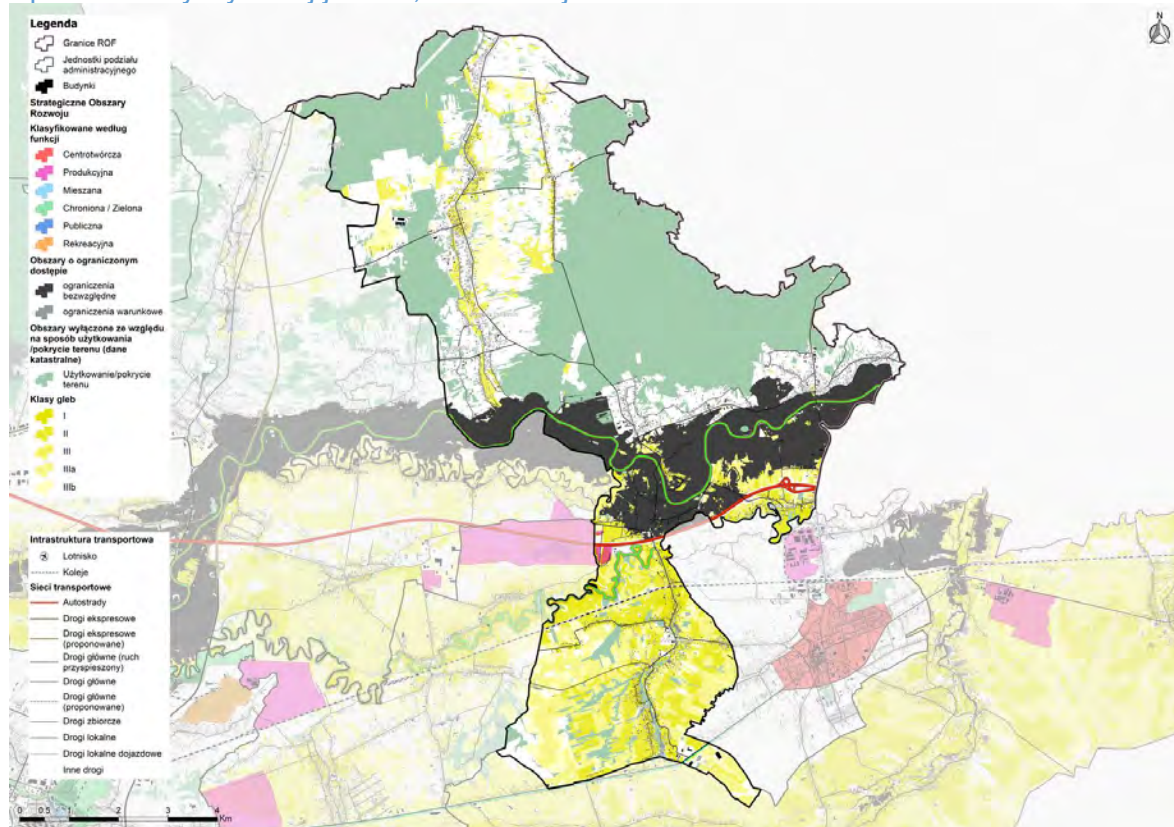 Legenda
Granice ROF
Jednostki podziału
administracyjnego
Budynki
Strategiczne Obszary
Rozwoju
Klasyfikowane według
funkcji
Centrotwórcza
Produkcyjna
Mieszana
Chroniona / Zielona
Publiczna
Rekreacyjna
Obszary o ograniczonym
dostępie
ograniczenia
bezwzględne
ograniczenia warunkowe
Obszary wyłączone ze względu
na sposób użytkowania
/pokrycie terenu (dane
katastralne)
Użytkowanie/pokrycie
terenu
Klasy gleb
I
II
III
IIIa
IIIb
Intrastruktura transportowa
Lotnisko
Koleje
Sieci transportowe
Autostrady
Drogi ekspresowe
Drogi ekspresowe
(proponowane)
Drogi główne (ruch
przyspieszony)
Drogi główne
Drogi główne
(proponowane)
Drogi zbiorcze
Drogi lokalne
Drogi lokalne dojazdowe
Inne drogi
0 0.5 1 2 3 4
Km
N